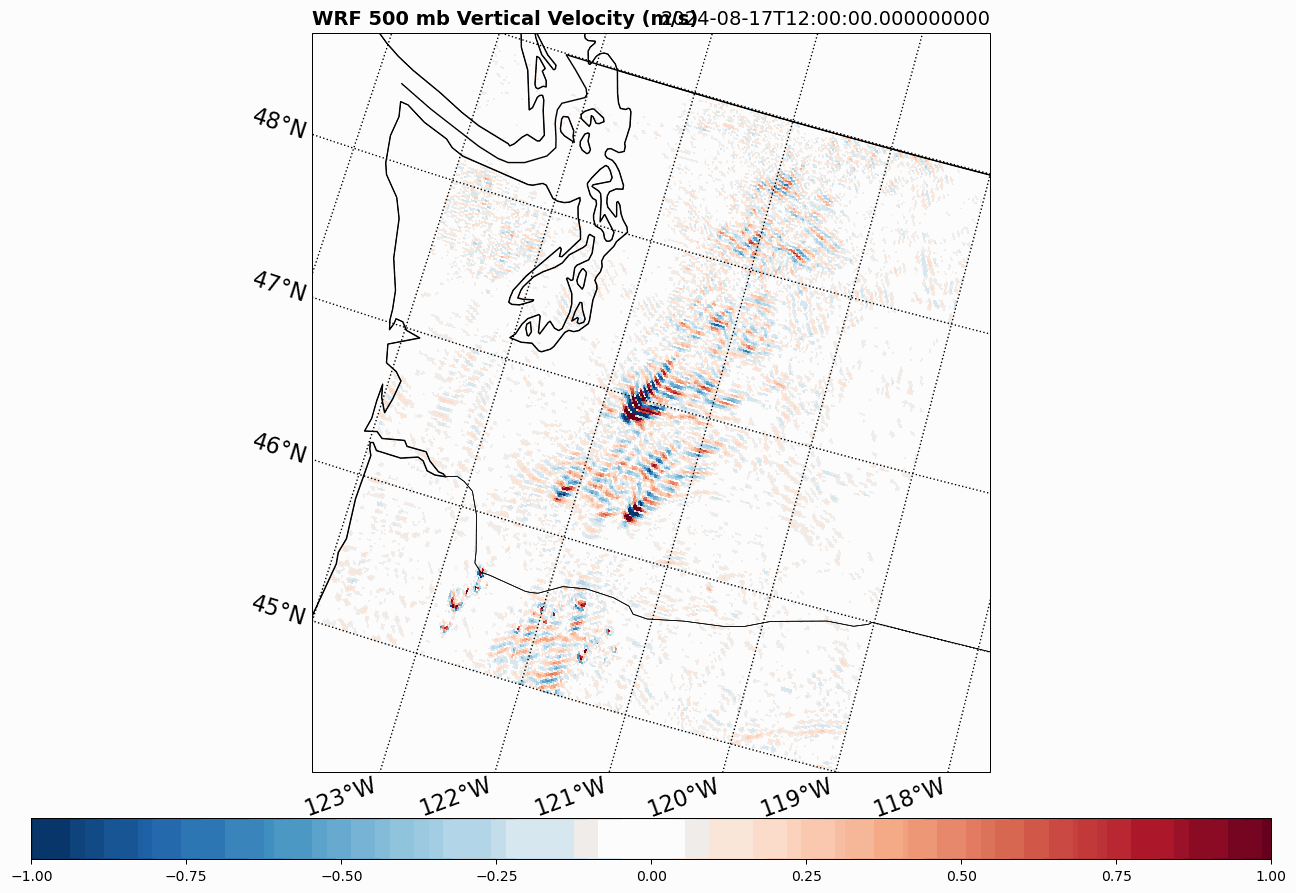 WRF 500 mb Vertical Velocity (m/s)
2024-08-17T12:00:00.000000000
48°N
47°N
46°N
45°N
123°W 122°W 121°W 120°W 119°W 118°W
−1.00 −0.75 −0.50 −0.25 0.00 0.25 0.50 0.75 1.00